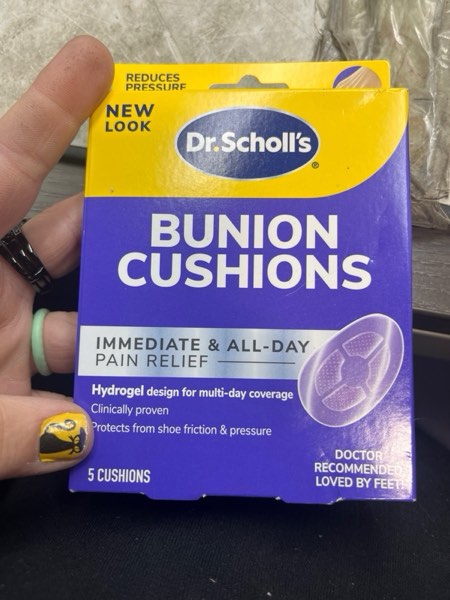 REDUCES
PRESSURE
NEW
LOOK
Dr. Scholl's®
BUNION
CUSHIONS
IMMEDIATE & ALL-DAY
PAIN RELIEF
Hydrogel design for multi-day coverage
Clinically proven
Protects from shoe friction & pressure
5 CUSHIONS
DOCTOR
RECOMMENDED
LOVED BY FEET